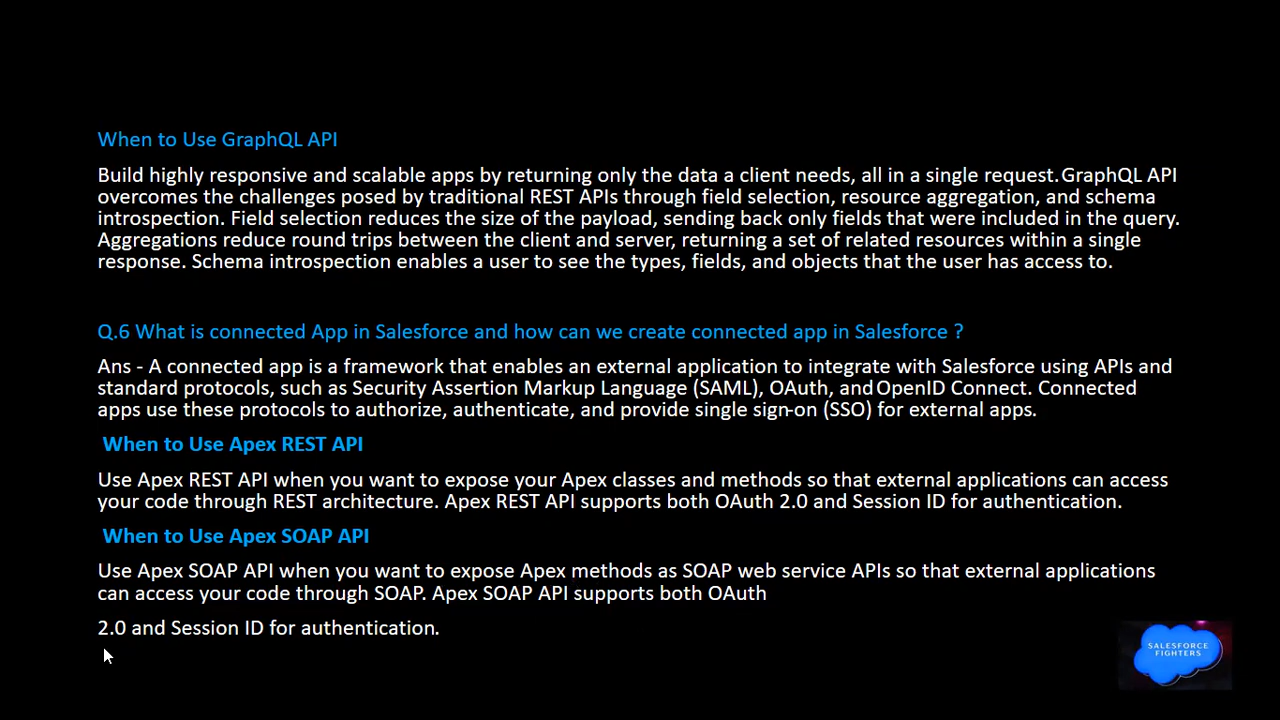 When to Use GraphQL API
Build highly responsive and scalable apps by returning only the data a client needs, all in a single request. GraphQL API
overcomes the challenges posed by traditional REST APIs through field selection, resource aggregation, and schema
introspection. Field selection reduces the size of the payload, sending back only fields that were included in the query.
Aggregations reduce round trips between the client and server, returning a set of related resources within a single
response. Schema introspection enables a user to see the types, fields, and objects that the user has access to.
Q.6 What is connected App in Salesforce and how can we create connected app in Salesforce ?
Ans - A connected app is a framework that enables an external application to integrate with Salesforce using APIs and
standard protocols, such as Security Assertion Markup Language (SAML), OAuth, and OpenID Connect. Connected
apps use these protocols to authorize, authenticate, and provide single sign-on (SSO) for external apps.
When to Use Apex REST API
Use Apex REST API when you want to expose your Apex classes and methods so that external applications can access
your code through REST architecture. Apex REST API supports both OAuth 2.0 and Session ID for authentication.
When to Use Apex SOAP API
Use Apex SOAP API when you want to expose Apex methods as SOAP web service APIs so that external applications
can access your code through SOAP. Apex SOAP API supports both OAuth
2.0 and Session ID for authentication.
SALESFORCE
FIGHTERS